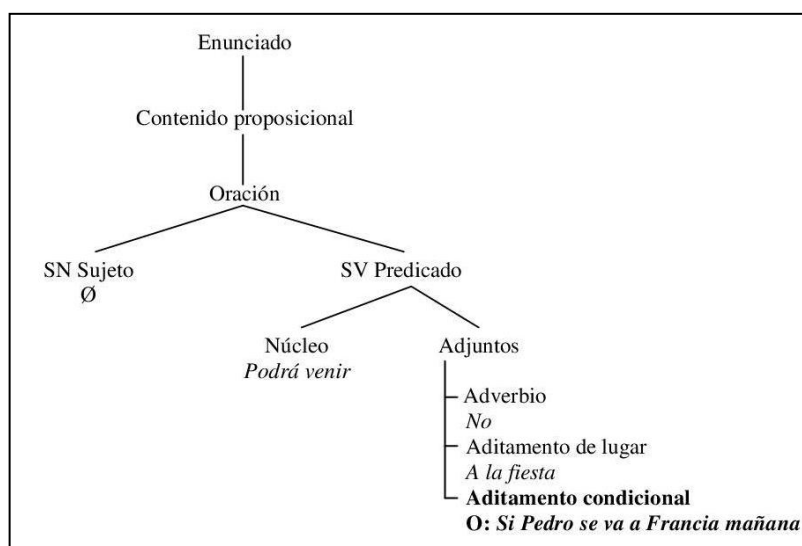 Enunciado
Contenido proposicional
Oración
SN Sujeto
Ø
SV Predicado
Núcleo
Podrá venir
Adjuntos
Adverbio
No
Aditamento de lugar
A la fiesta
Aditamento condicional
O: Si Pedro se va a Francia mañana